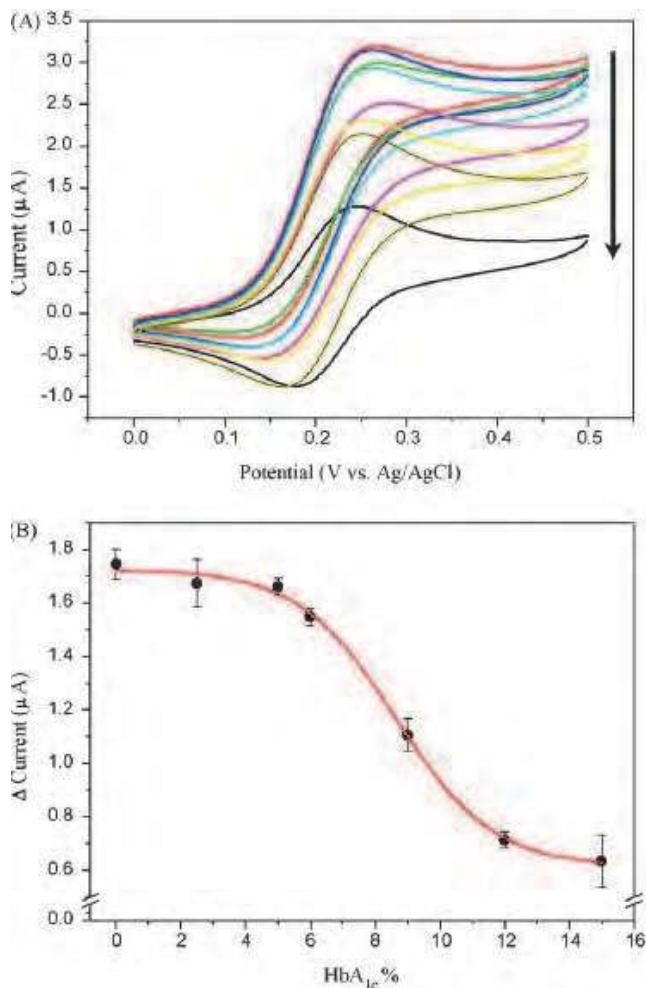 (A)
3.5
3.0
2.5
2.0
1.5
1.0
0.5
0.0
-0.5
-1.0
Current (μA)
0.0 0.1 0.2 0.3 0.4 0.5
Potential (V vs. Ag/AgCl)
(B)
1.8
1.6
1.4
1.2
1.0
0.8
0.6
0.0
Δ Current (μA)
0 2 4 6 8 10 12 14 16
HbA1c%